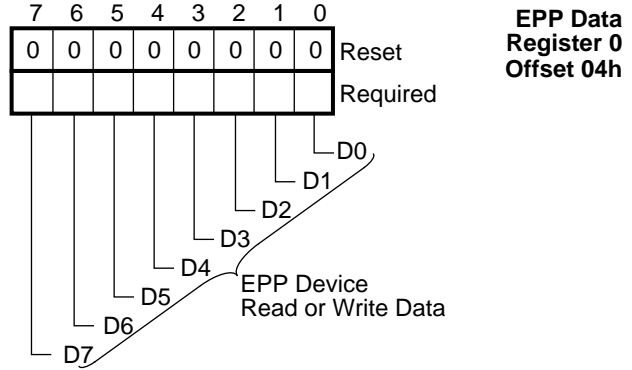 7 6 5 4 3 2 1 0
EPP Data
Register 0
Offset 04h
0 0 0 0 0 0 0 0 Reset
Required
D0
D1
D2
D3
D4
D5
D6
D7
EPP Device
Read or Write Data